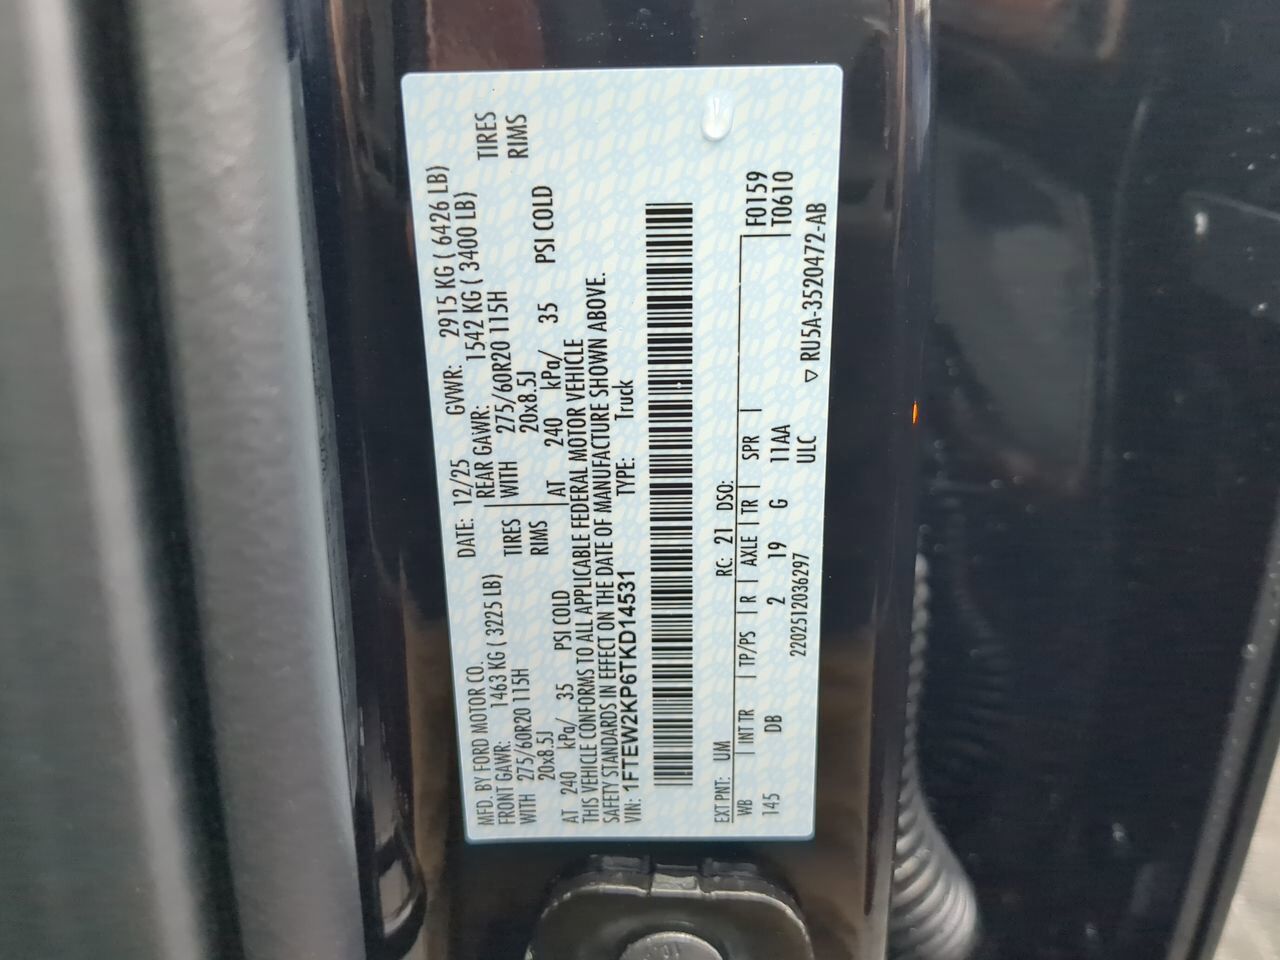 MFD. BY FORD MOTOR CO. DATE: 12/25 GVWR: 2915 KG ( 6426 LB)
FRONT GAWR: 1463 KG ( 3225 LB) REAR GAWR: 1542 KG ( 3400 LB)
WITH 275/60R20 115H TIRES WITH 275/60R20 115H TIRES
20x8.5J RIMS 20x8.5J RIMS
AT 240 kPa/ 35 PSI COLD AT 240 kPa/ 35 PSI COLD
THIS VEHICLE CONFORMS TO ALL APPLICABLE FEDERAL MOTOR VEHICLE
SAFETY STANDARDS IN EFFECT ON THE DATE OF MANUFACTURE SHOWN ABOVE.
VIN: 1FTEW2KP6TKD14531 TYPE: Truck
EXT PNT: UM RC: 21 DSO:
WB INT TR TP/PS R AXLE TR SPR F0159
145 DB 2 19 G 11AA T0610
2202512036297 ULC ▽ RU5A-3520472-AB